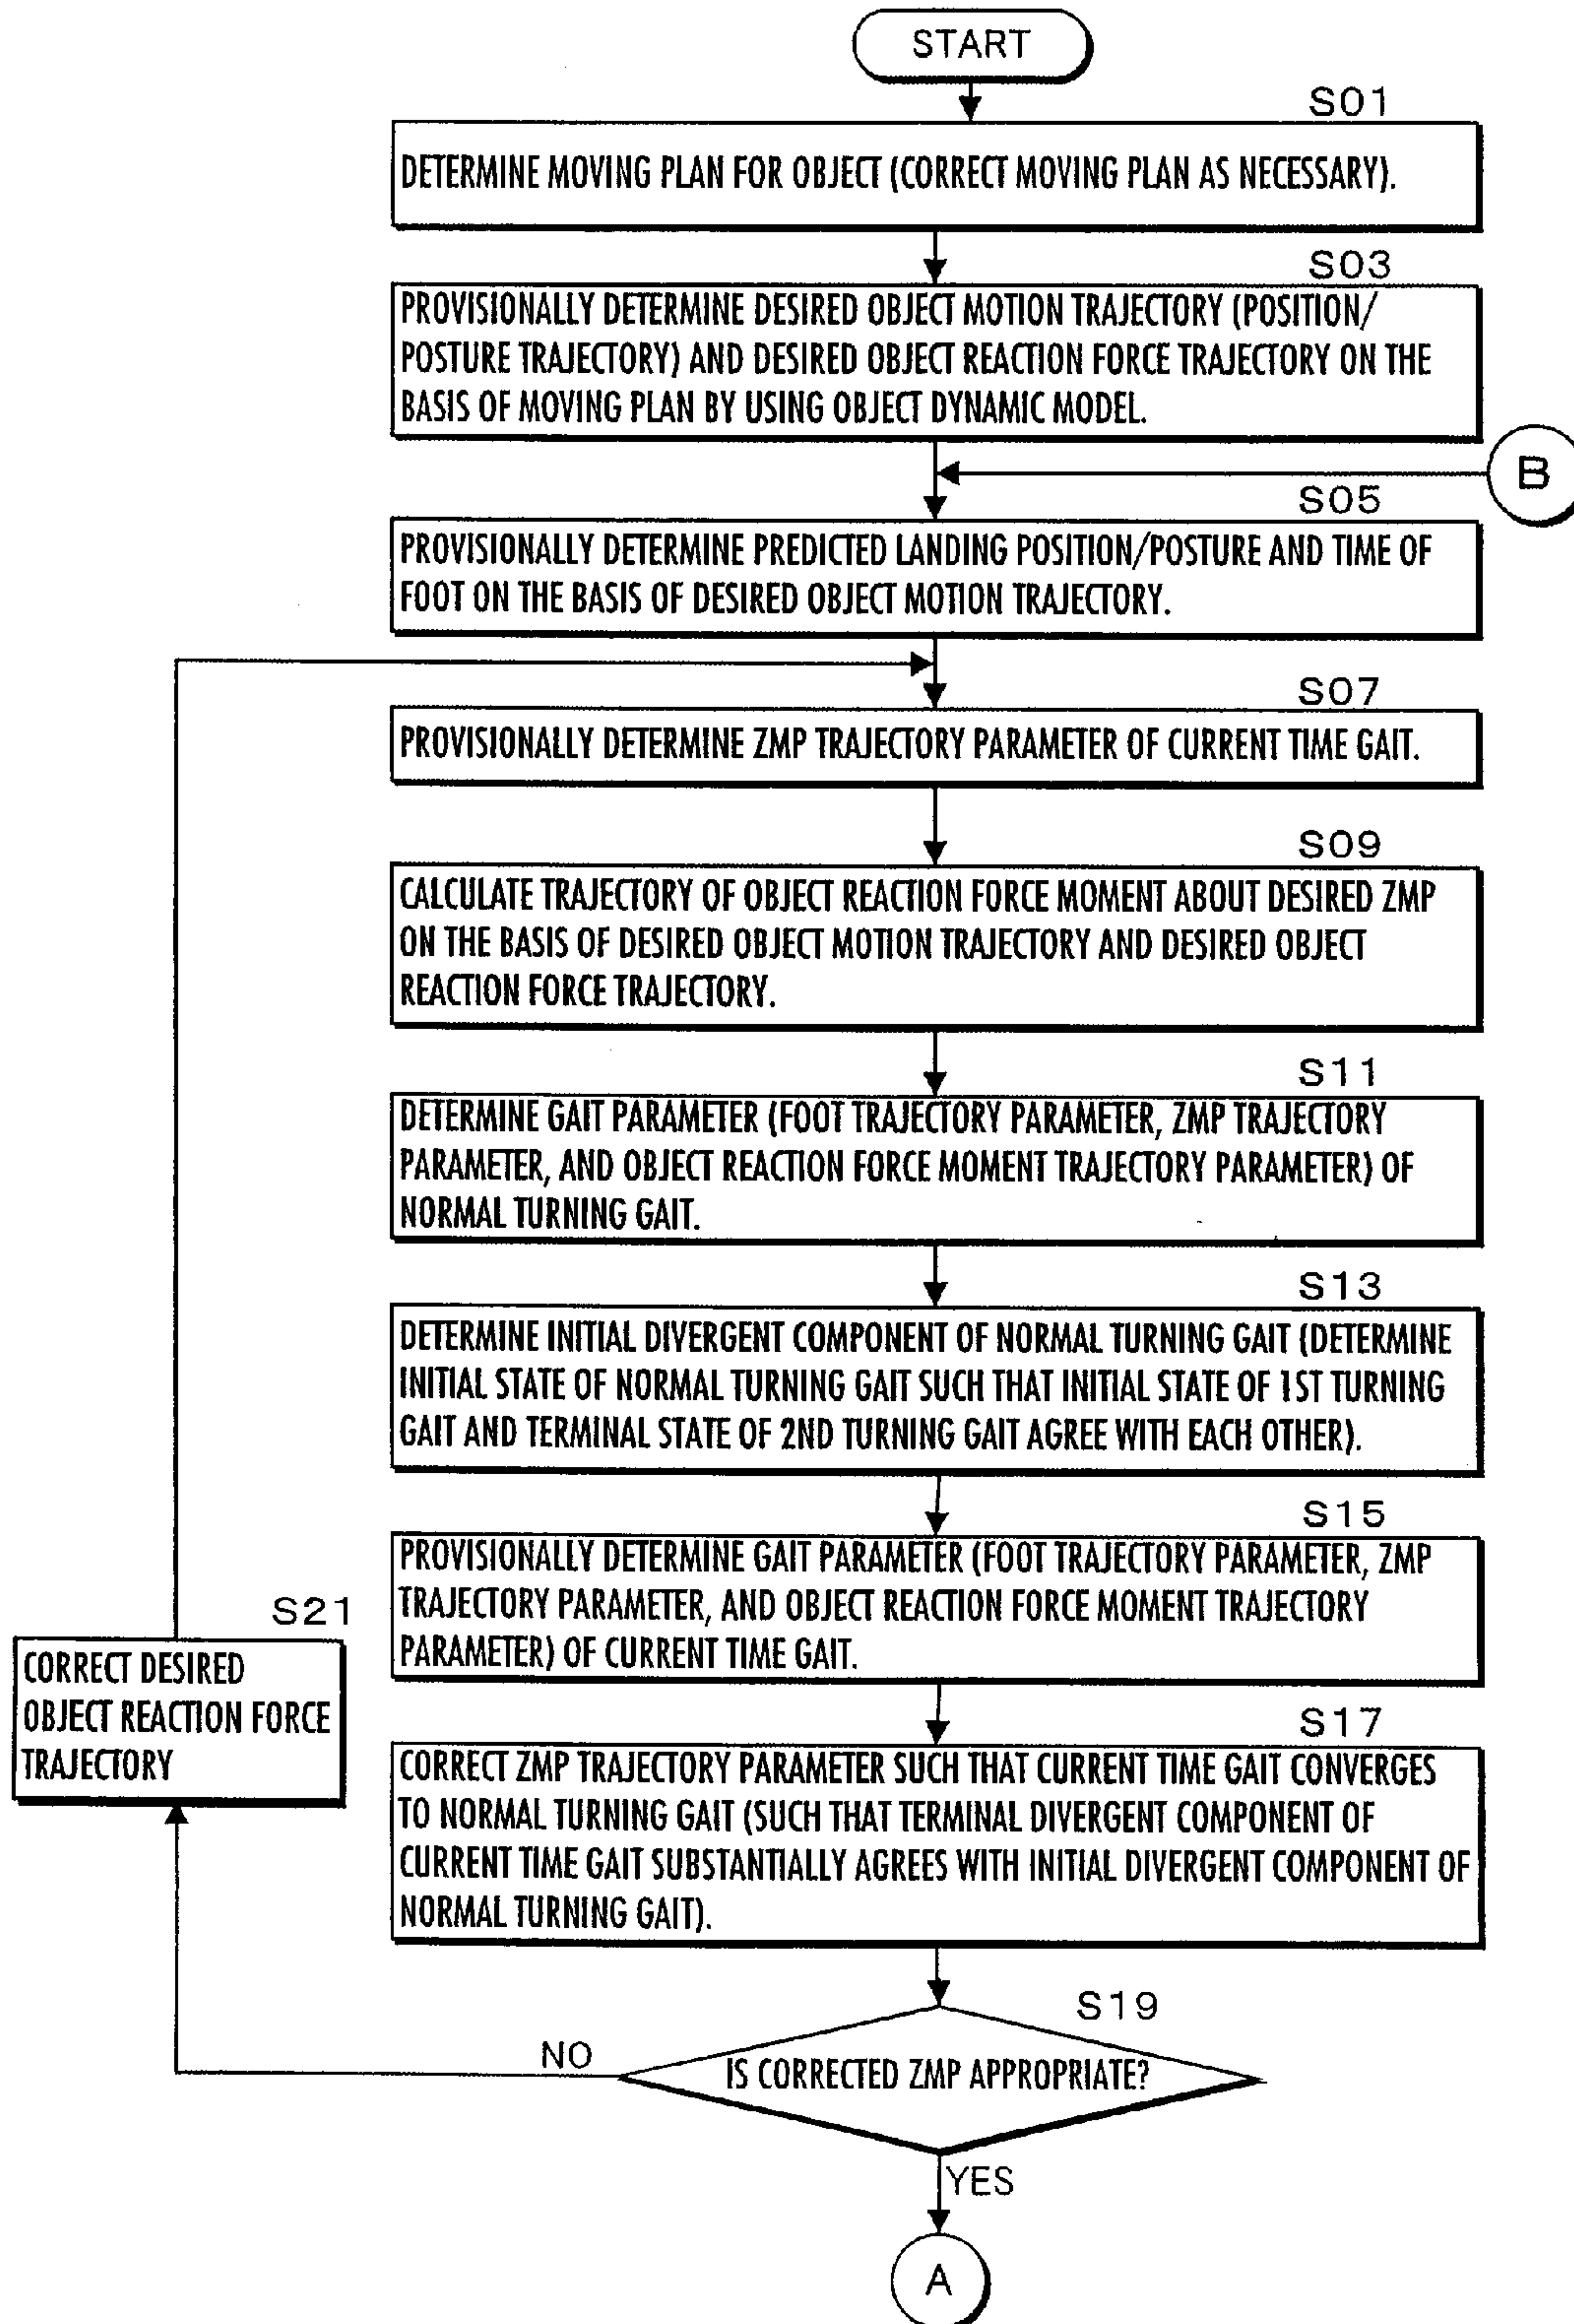 START
S01
DETERMINE MOVING PLAN FOR OBJECT (CORRECT MOVING PLAN AS NECESSARY).
S03
PROVISIONALLY DETERMINE DESIRED OBJECT MOTION TRAJECTORY (POSITION/
POSTURE TRAJECTORY) AND DESIRED OBJECT REACTION FORCE TRAJECTORY ON THE
BASIS OF MOVING PLAN BY USING OBJECT DYNAMIC MODEL.
B
S05
PROVISIONALLY DETERMINE PREDICTED LANDING POSITION/POSTURE AND TIME OF
FOOT ON THE BASIS OF DESIRED OBJECT MOTION TRAJECTORY.
S07
PROVISIONALLY DETERMINE ZMP TRAJECTORY PARAMETER OF CURRENT TIME GAIT.
S09
CALCULATE TRAJECTORY OF OBJECT REACTION FORCE MOMENT ABOUT DESIRED ZMP
ON THE BASIS OF DESIRED OBJECT MOTION TRAJECTORY AND DESIRED OBJECT
REACTION FORCE TRAJECTORY.
S11
DETERMINE GAIT PARAMETER (FOOT TRAJECTORY PARAMETER, ZMP TRAJECTORY
PARAMETER, AND OBJECT REACTION FORCE MOMENT TRAJECTORY PARAMETER) OF
NORMAL TURNING GAIT.
S13
DETERMINE INITIAL DIVERGENT COMPONENT OF NORMAL TURNING GAIT (DETERMINE
INITIAL STATE OF NORMAL TURNING GAIT SUCH THAT INITIAL STATE OF 1ST TURNING
GAIT AND TERMINAL STATE OF 2ND TURNING GAIT AGREE WITH EACH OTHER).
S15
PROVISIONALLY DETERMINE GAIT PARAMETER (FOOT TRAJECTORY PARAMETER, ZMP
TRAJECTORY PARAMETER, AND OBJECT REACTION FORCE MOMENT TRAJECTORY
PARAMETER) OF CURRENT TIME GAIT.
S21
CORRECT DESIRED
OBJECT REACTION FORCE
TRAJECTORY
S17
CORRECT ZMP TRAJECTORY PARAMETER SUCH THAT CURRENT TIME GAIT CONVERGES
TO NORMAL TURNING GAIT (SUCH THAT TERMINAL DIVERGENT COMPONENT OF
CURRENT TIME GAIT SUBSTANTIALLY AGREES WITH INITIAL DIVERGENT COMPONENT OF
NORMAL TURNING GAIT).
S19
NO
IS CORRECTED ZMP APPROPRIATE?
YES
A